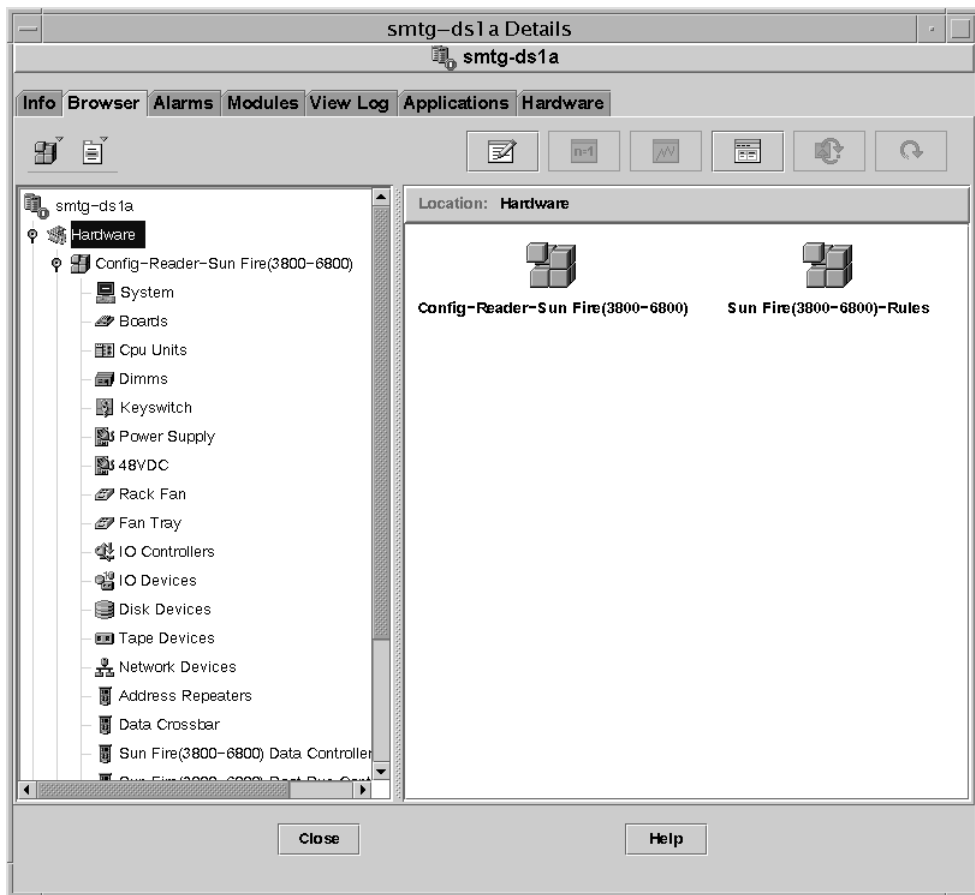 smtg-ds1a Details
smtg-ds1a
Info Browser Alarms Modules View Log Applications Hardware
n=1
smtg-ds1a
Hardware
Config-Reader-Sun Fire(3800-6800)
System
Boards
Cpu Units
Dimms
Keyswitch
Power Supply
48VDC
Rack Fan
Fan Tray
IO Controllers
IO Devices
Disk Devices
Tape Devices
Network Devices
Address Repeaters
Data Crossbar
Sun Fire(3800-6800) Data Controller
Location: Hardware
Config-Reader-Sun Fire(3800-6800)
Sun Fire(3800-6800)-Rules
Close
Help